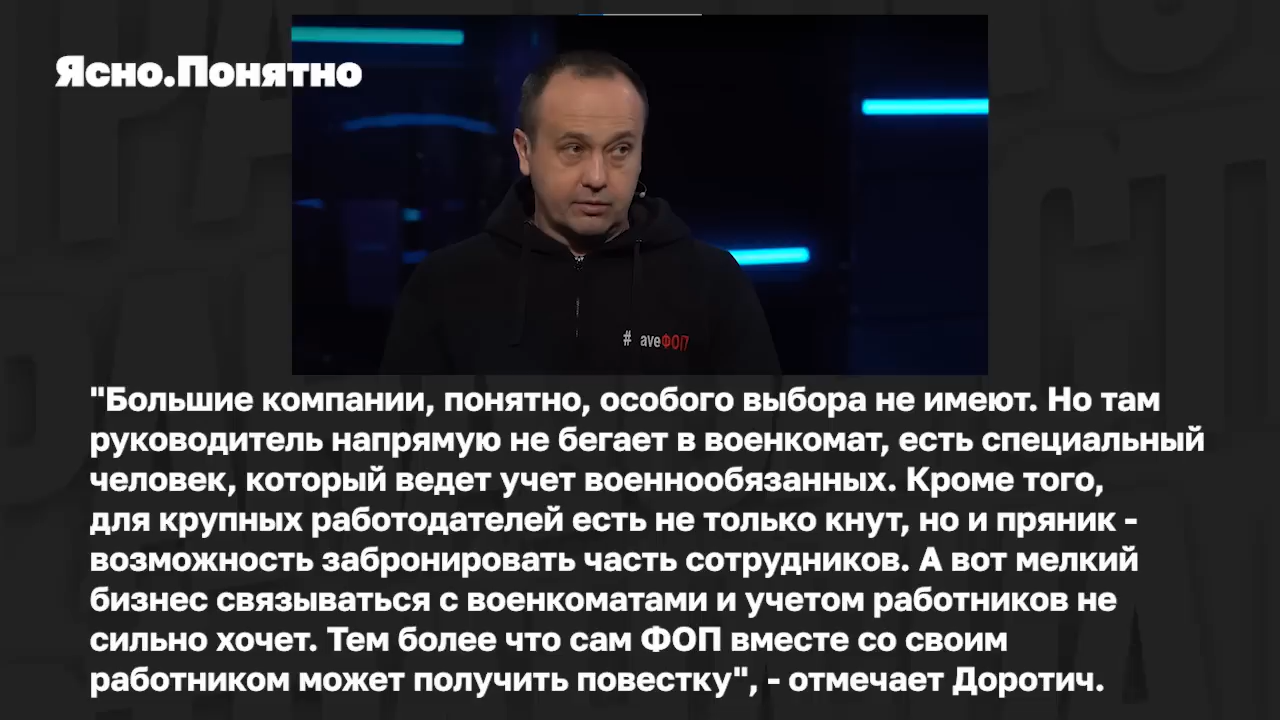 Ясно.Понятно
# aveФОП
"Большие компании, понятно, особого выбора не имеют. Но там
руководитель напрямую не бегает в военкомат, есть специальный
человек, который ведет учет военнообязанных. Кроме того,
для крупных работодателей есть не только кнут, но и пряник -
возможность забронировать часть сотрудников. А вот мелкий
бизнес связываться с военкоматами и учетом работников не
сильно хочет. Тем более что сам ФОП вместе со своим
работником может получить повестку", - отмечает Доротич.